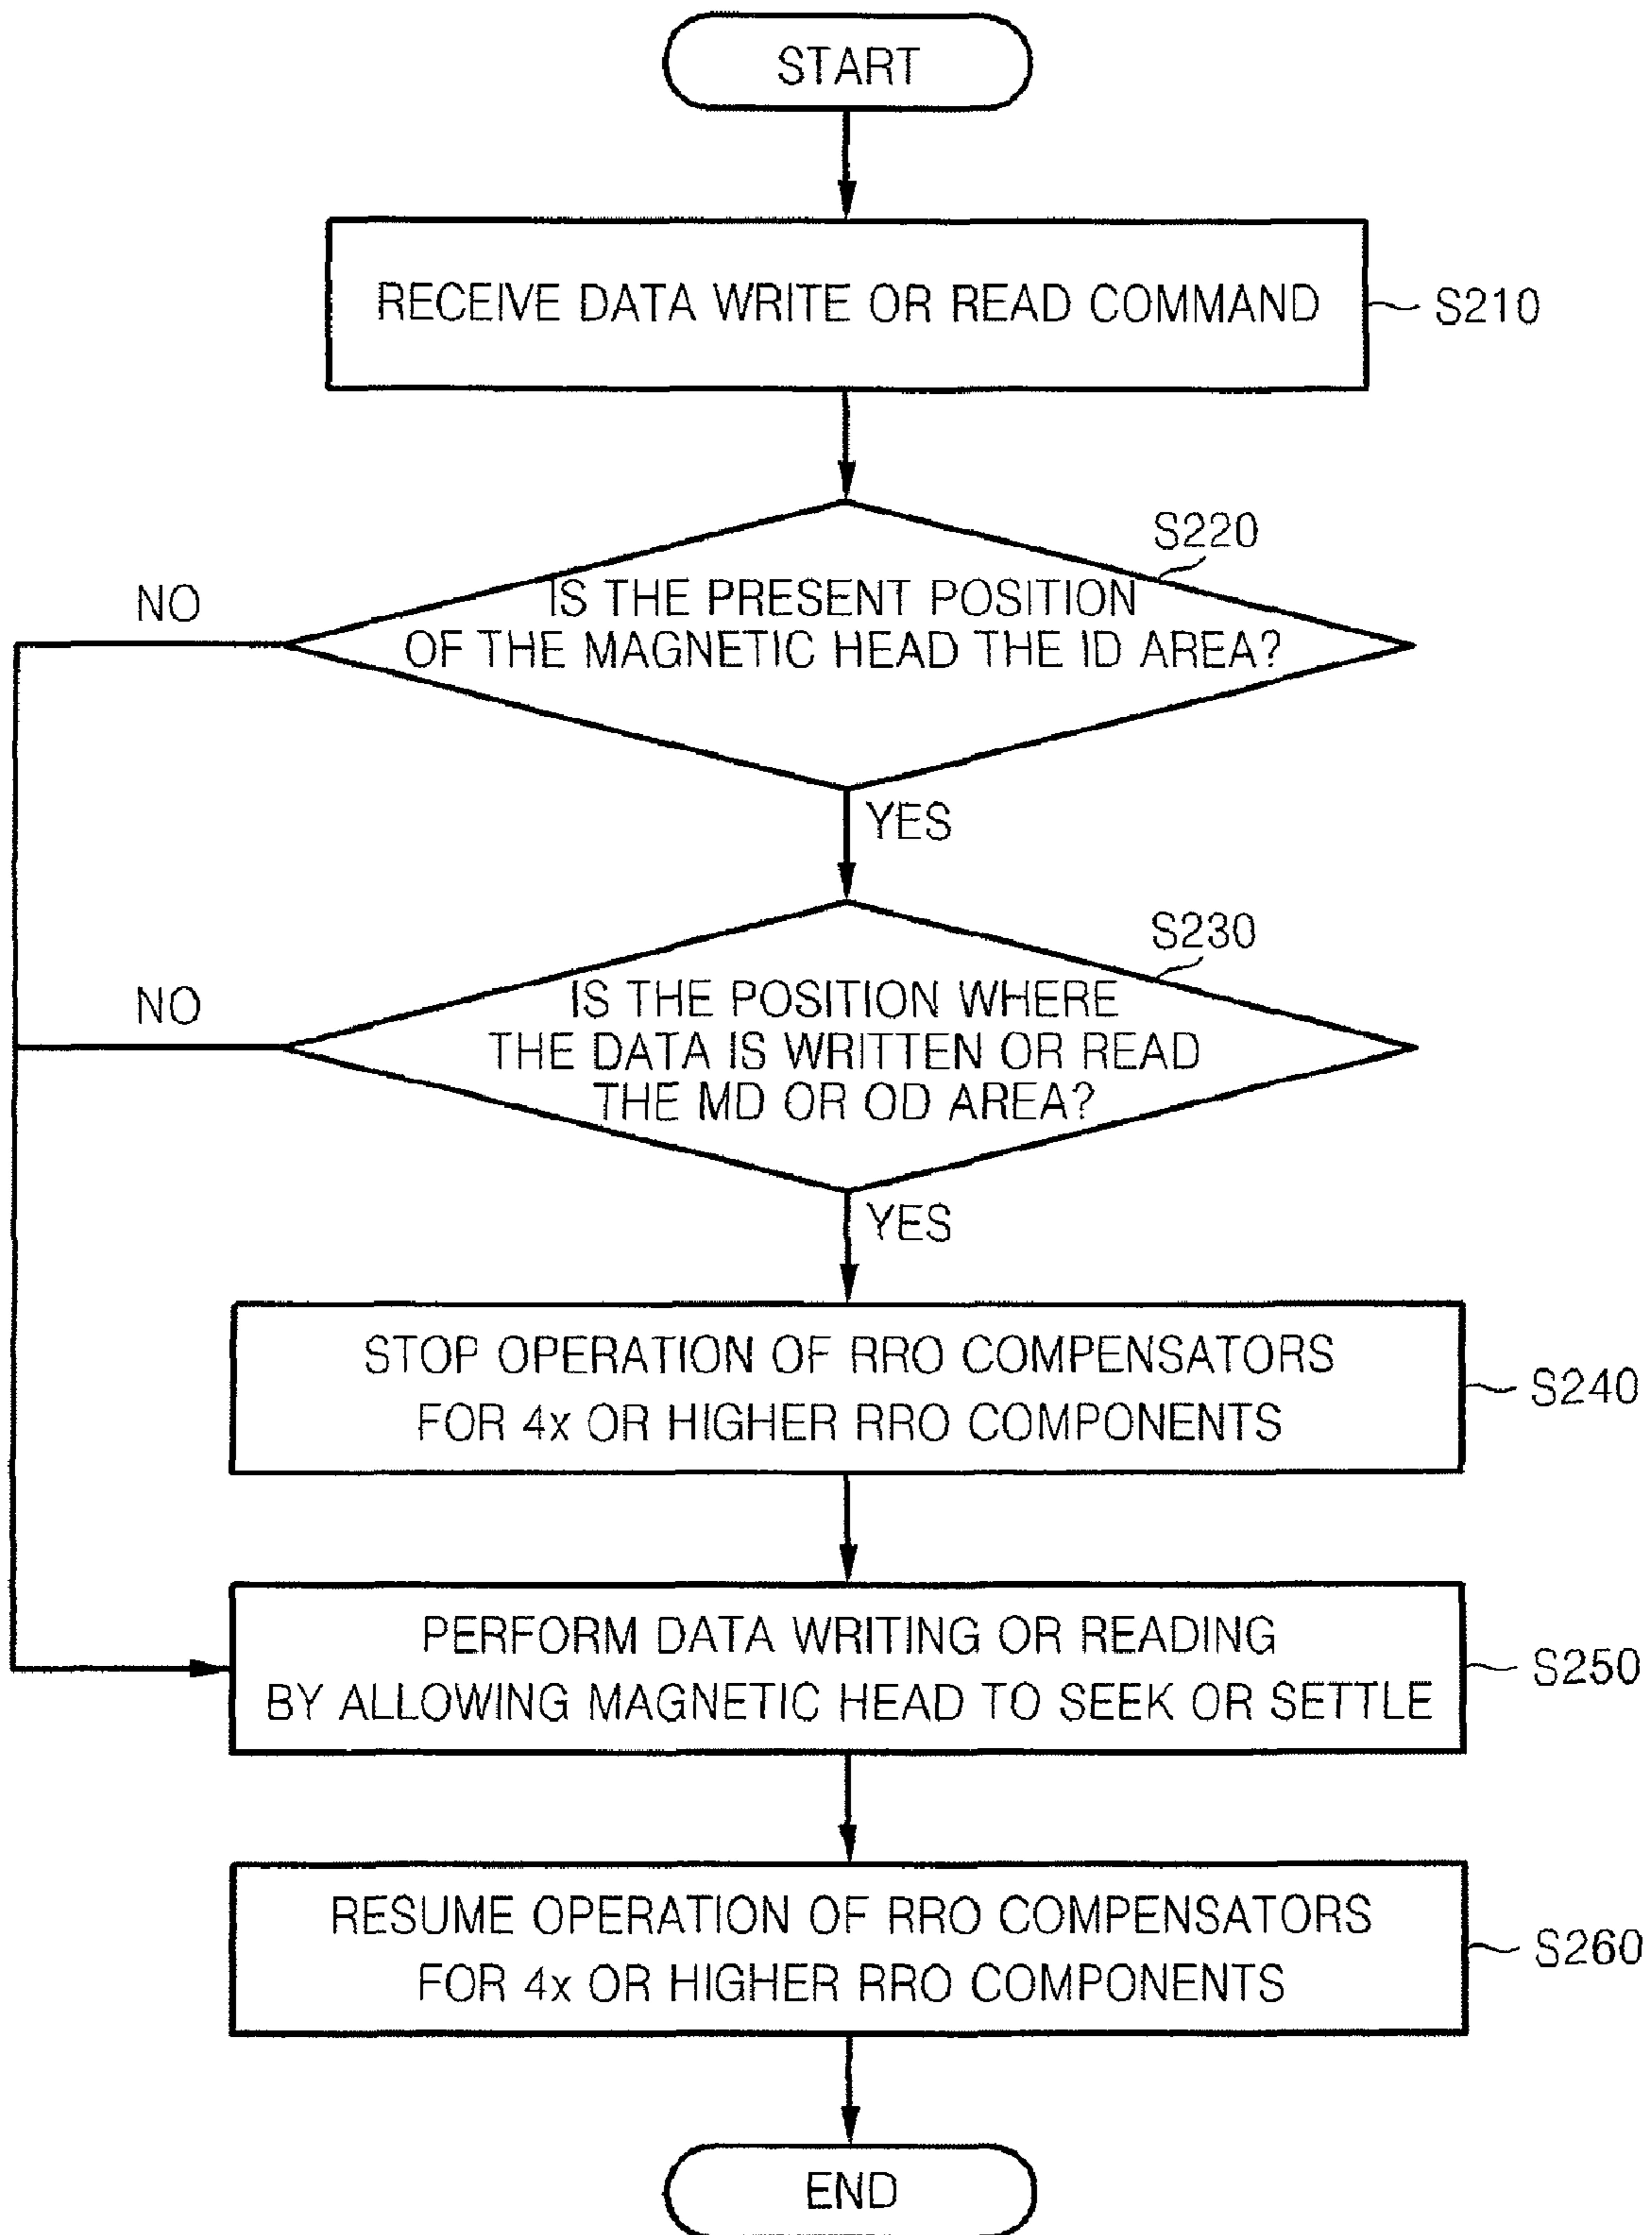 START
RECEIVE DATA WRITE OR READ COMMAND
S210
S220
NO
IS THE PRESENT POSITION
OF THE MAGNETIC HEAD THE ID AREA?
YES
S230
NO
IS THE POSITION WHERE
THE DATA IS WRITTEN OR READ
THE MD OR OD AREA?
YES
STOP OPERATION OF RRO COMPENSATORS
FOR 4x OR HIGHER RRO COMPONENTS
S240
PERFORM DATA WRITING OR READING
BY ALLOWING MAGNETIC HEAD TO SEEK OR SETTLE
S250
RESUME OPERATION OF RRO COMPENSATORS
FOR 4x OR HIGHER RRO COMPONENTS
S260
END